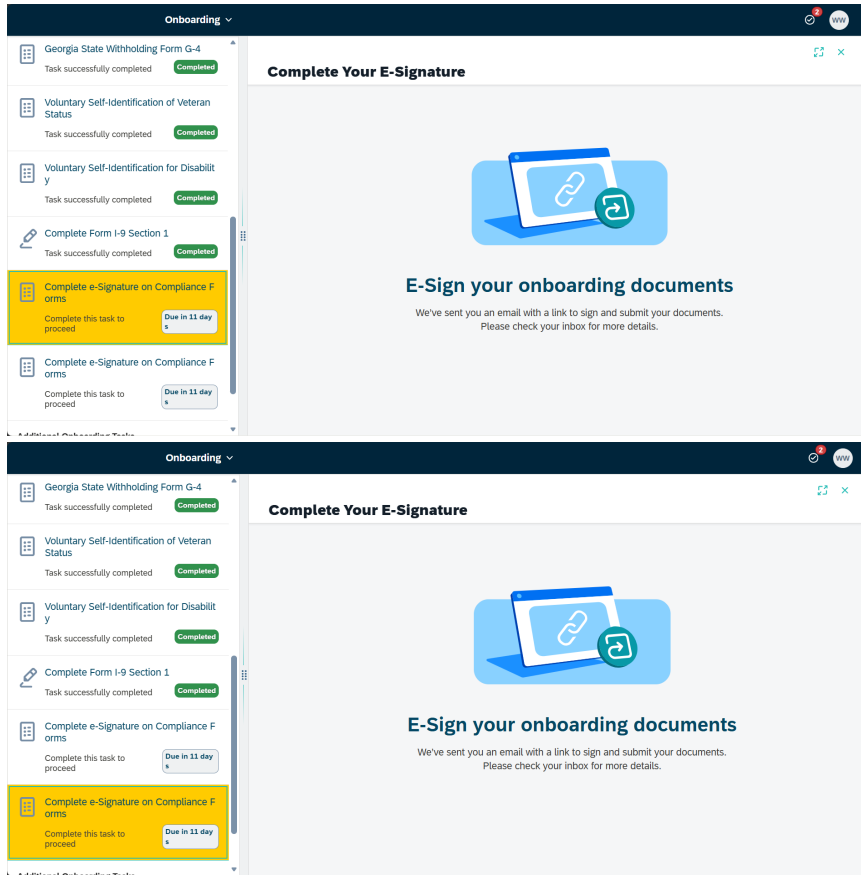 Onboarding
2
WW
Georgia State Withholding Form G-4
Task successfully completed
Completed
Voluntary Self-Identification of Veteran
Status
Task successfully completed
Completed
Voluntary Self-Identification for Disabilit
y
Task successfully completed
Completed
Complete Form I-9 Section 1
Task successfully completed
Completed
Complete e-Signature on Compliance F
orms
Complete this task to
proceed
Due in 11 day
s
Complete e-Signature on Compliance F
orms
Complete this task to
proceed
Due in 11 day
s
Additional Onboarding Tasks
Complete Your E-Signature
E-Sign your onboarding documents
We've sent you an email with a link to sign and submit your documents.
Please check your inbox for more details.
Onboarding
2
WW
Georgia State Withholding Form G-4
Task successfully completed
Completed
Voluntary Self-Identification of Veteran
Status
Task successfully completed
Completed
Voluntary Self-Identification for Disabilit
y
Task successfully completed
Completed
Complete Form I-9 Section 1
Task successfully completed
Completed
Complete e-Signature on Compliance F
orms
Complete this task to
proceed
Due in 11 day
s
Complete e-Signature on Compliance F
orms
Complete this task to
proceed
Due in 11 day
s
Additional Onboarding Tasks
Complete Your E-Signature
E-Sign your onboarding documents
We've sent you an email with a link to sign and submit your documents.
Please check your inbox for more details.